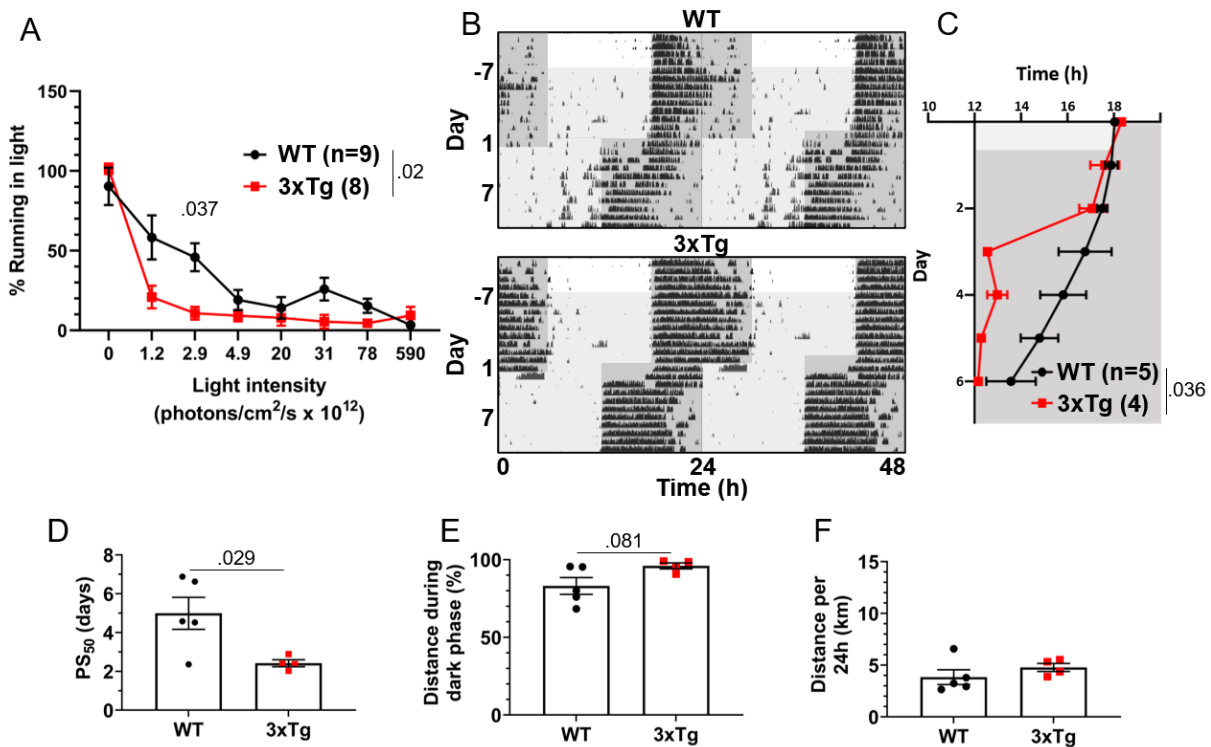 A
% Running in light
150
100
50
0
WT (n=9)
3xTg (8)
.02
.037
0 1.2 2.9 4.9 20 31 78 590
Light intensity
(photons/cm²/s x 10¹²)
B
WT
Day
-7
1
7
3xTg
Day
-7
1
7
0 24 48
Time (h)
C
Time (h)
10 12 14 16 18
Day
2
4
6
WT (n=5)
3xTg (4)
.036
D
PS₅₀ (days)
8
6
4
2
0
.029
WT 3xTg
E
Distance during
dark phase (%)
100
50
0
.081
WT 3xTg
F
Distance per
24h (km)
15
10
5
0
WT 3xTg